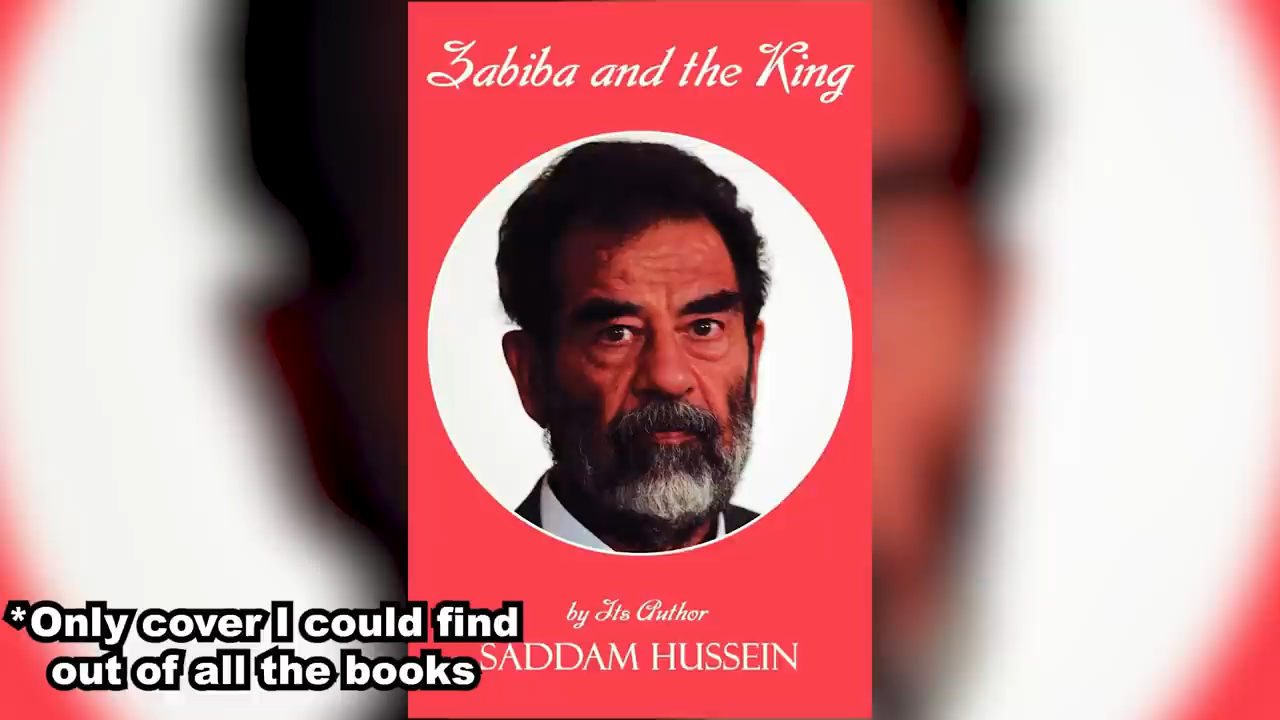 Zabiba and the King
by Its Author
SADDAM HUSSEIN
*Only cover I could find
out of all the books